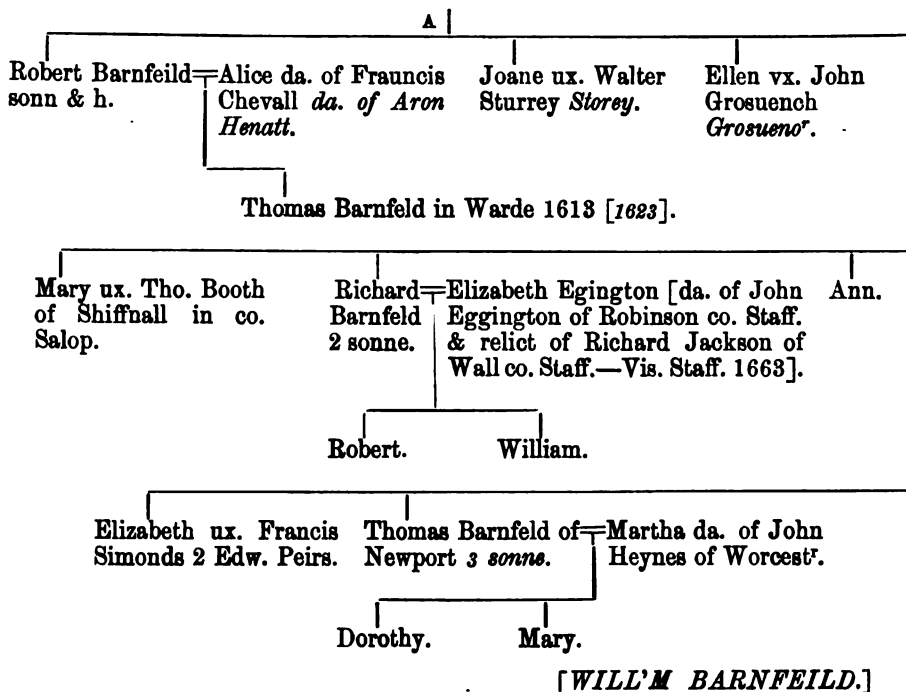 A
Robert Barnfeild
sonn & h.
Alice da. of Frauncis
Chevall da. of Aron
Henatt.
Joane ux. Walter
Sturrey Storey.
Ellen vx. John
Grosuench
Grosuenoʳ.
Thomas Barnfeld in Warde 1613 [1623].
Mary ux. Tho. Booth
of Shiffnall in co.
Salop.
Richard
Barnfeld
2 sonne.
Elizabeth Egington [da. of John
Eggington of Robinson co. Staff.
& relict of Richard Jackson of
Wall co. Staff.—Vis. Staff. 1663].
Ann.
Robert.
William.
Elizabeth ux. Francis
Simonds 2 Edw. Peirs.
Thomas Barnfeld of
Newport 3 sonne.
Martha da. of John
Heynes of Worcestʳ.
Dorothy.
Mary.
[WILL'M BARNFEILD.]